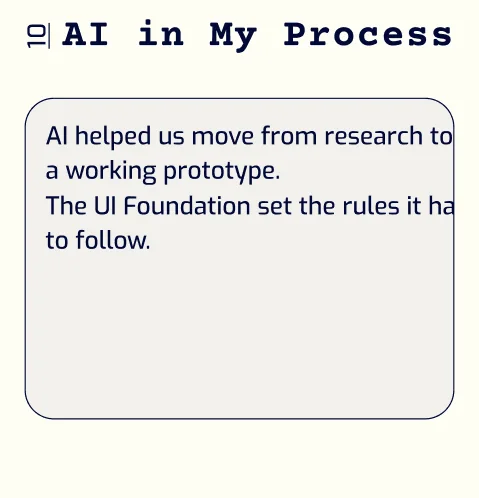 10
AI in My Process
AI helped us move from research to
a working prototype.
The UI Foundation set the rules it ha
to follow.